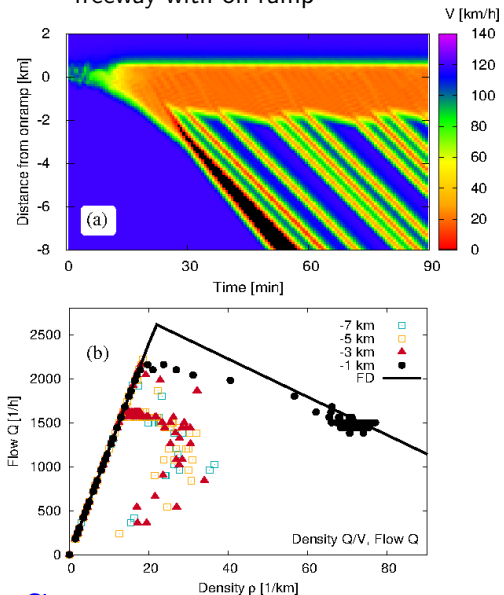 freeway with on-ramp
V [km/h]
2
0
-2
-4
-6
-8
Distance from onramp [km]
(a)
0
30
60
90
Time [min]
140
120
100
80
60
40
20
0
2500
2000
1500
1000
500
0
Flow Q [1/h]
(b)
-7 km
-5 km
-3 km
-1 km
FD
Density Q/V, Flow Q
0
20
40
60
80
Density ρ [1/km]